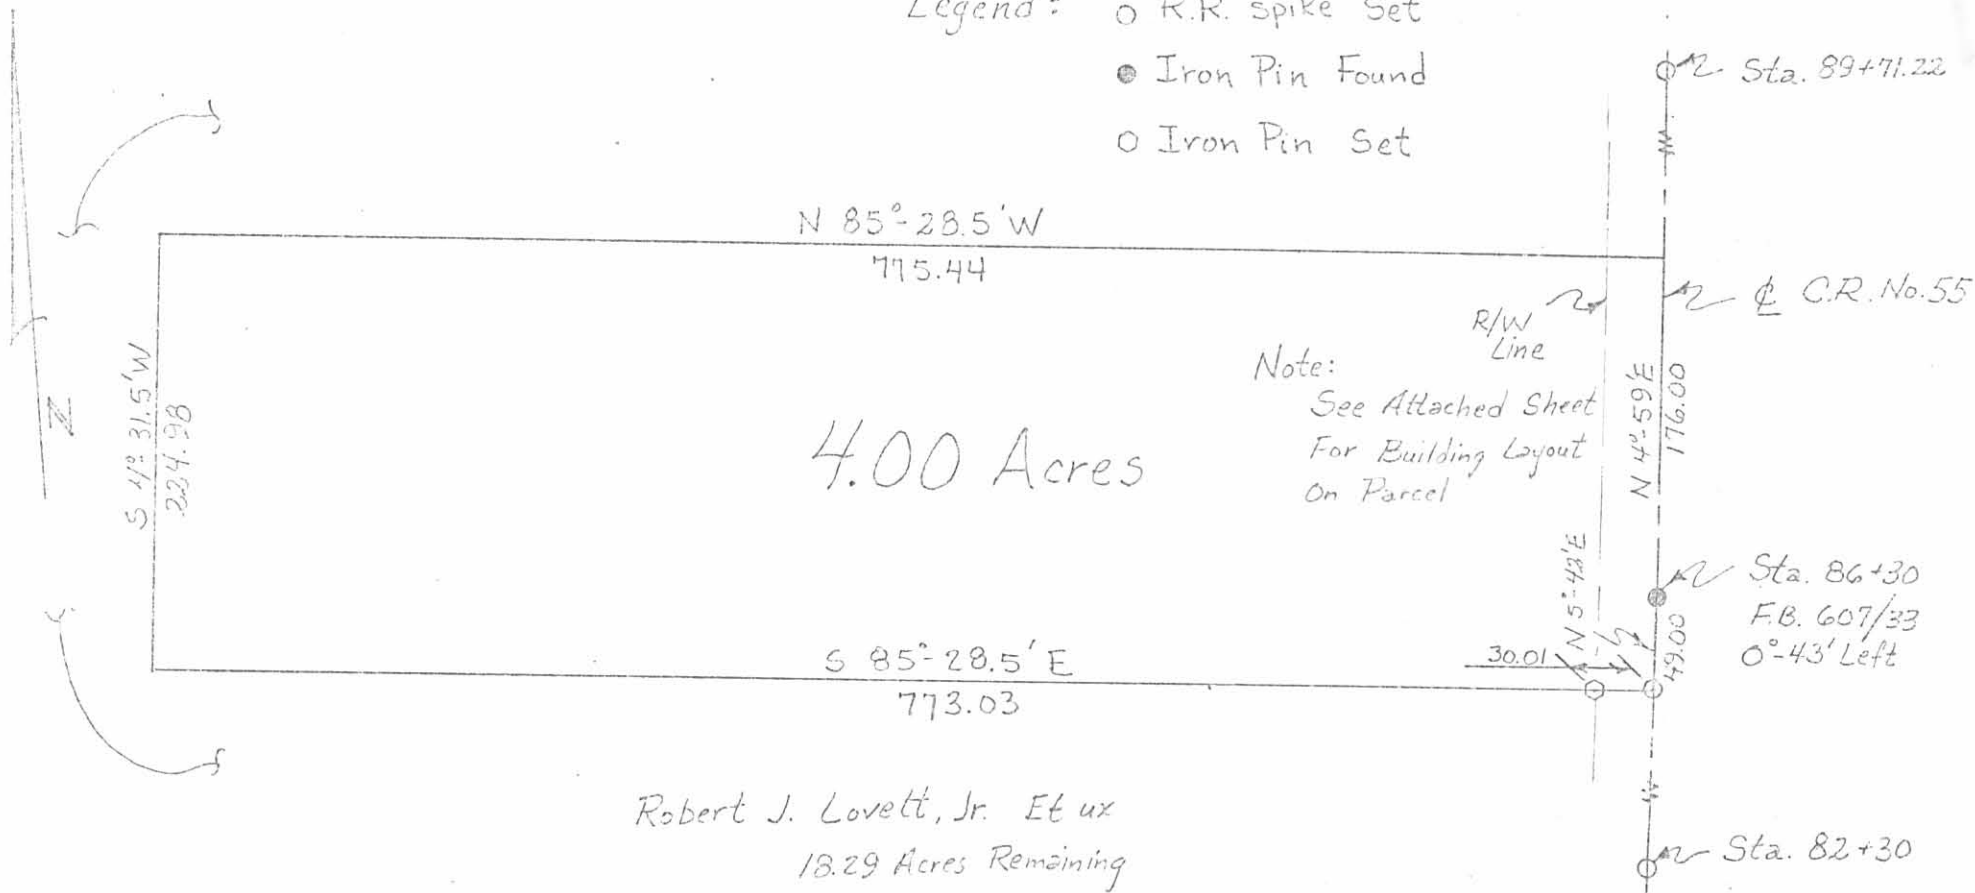 Legend: o R.R. Spike Set
● Iron Pin Found
o Iron Pin Set
Sta. 89+71.22
N 85°-28.5'W
775.44
℄ C.R. No. 55
R/W
Line
Note:
See Attached Sheet
For Building Layout
On Parcel
N 4°-59'E
176.00
S 4°-31.5'W
224.98
N
4.00 Acres
N 5°-42'E
Sta. 86+30
F.B. 607/33
0°-43' Left
49.00
30.01
S 85°-28.5'E
773.03
Robert J. Lovett, Jr. Et ux
18.29 Acres Remaining
Sta. 82+30